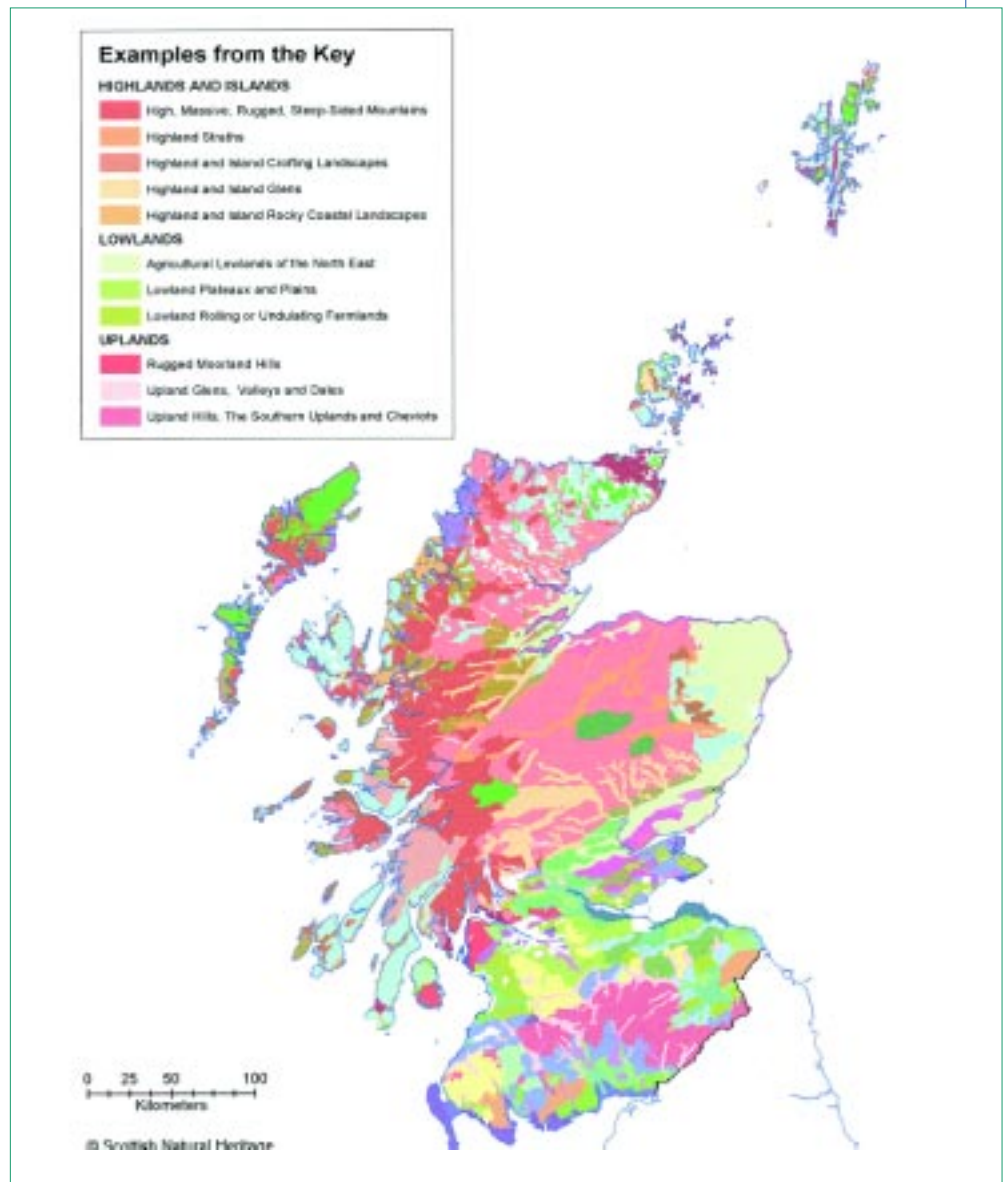 Examples from the Key
HIGHLANDS AND ISLANDS
High, Massive, Rugged, Steep-Sided Mountains
Highland Straths
Highland and Island Crofting Landscapes
Highland and Island Glens
Highland and Island Rocky Coastal Landscapes
LOWLANDS
Agricultural Lowlands of the North East
Lowland Plateaux and Plains
Lowland Rolling or Undulating Farmlands
UPLANDS
Rugged Moorland Hills
Upland Glens, Valleys and Dales
Upland Hills, The Southern Uplands and Cheviots
0 25 50 100
Kilometers
© Scottish Natural Heritage